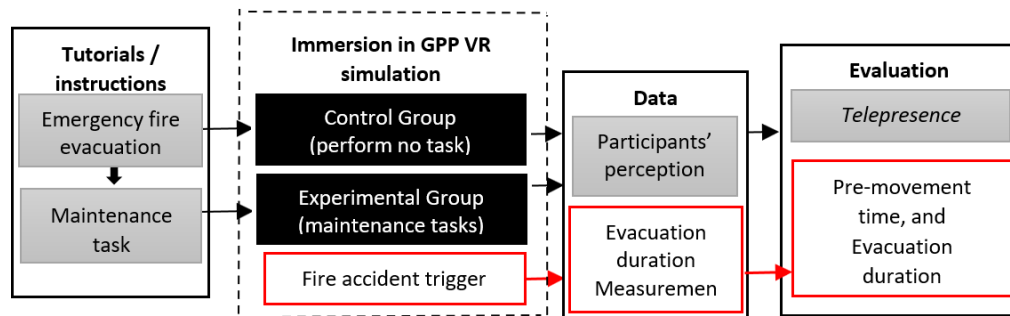 Tutorials /
instructions
Emergency fire
evacuation
Maintenance
task
Immersion in GPP VR
simulation
Control Group
(perform no task)
Experimental Group
(maintenance tasks)
Fire accident trigger
Data
Participants’
perception
Evacuation
duration
Measuremen
Evaluation
Telepresence
Pre-movement
time, and
Evacuation
duration